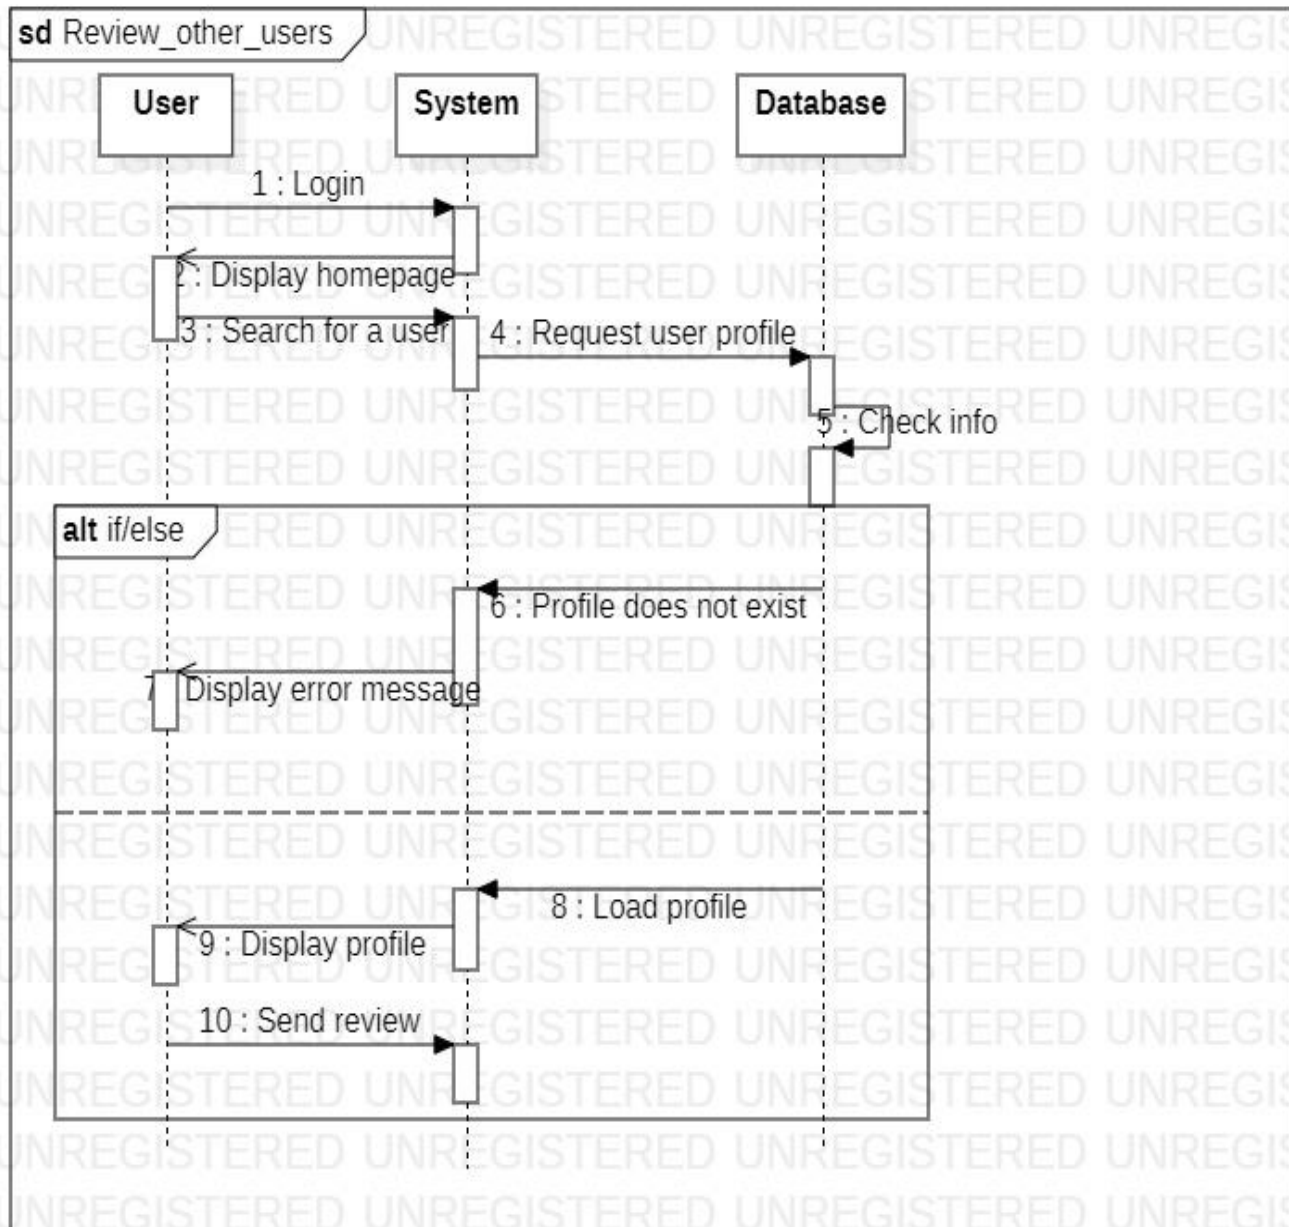 sd Review_other_users
User
System
Database
1 : Login
2 : Display homepage
3 : Search for a user
4 : Request user profile
5 : Check info
alt if/else
6 : Profile does not exist
7 Display error message
8 : Load profile
9 : Display profile
10 : Send review
UNREGISTERED